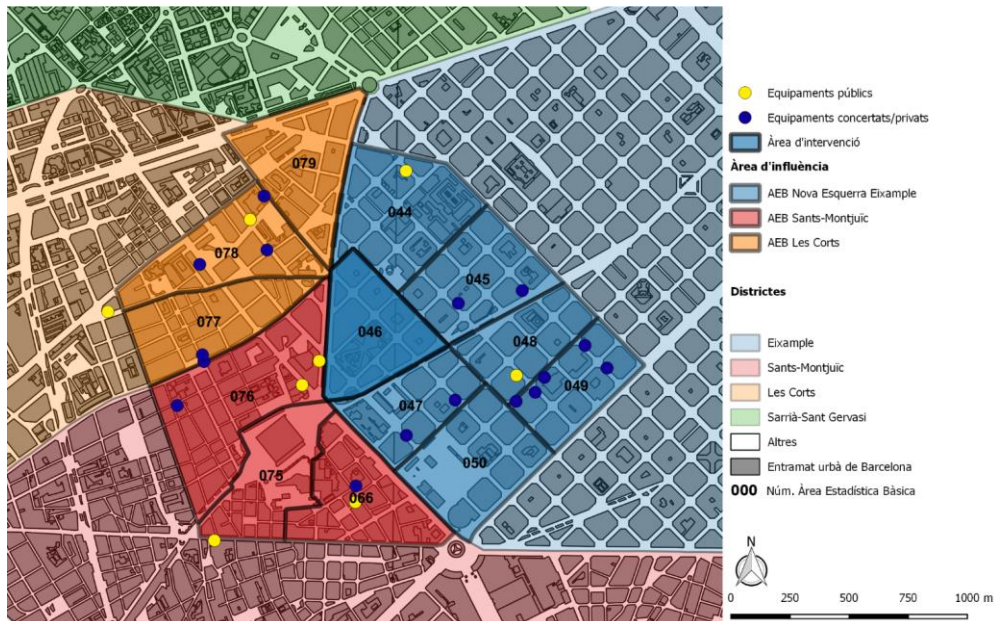 079
044
078
045
077
046
048
076
049
047
050
075
066
Equipaments públics
Equipaments concertats/privats
Àrea d'intervenció
Àrea d'influència
AEB Nova Esquerra Eixample
AEB Sants-Montjuïc
AEB Les Corts
Districtes
Eixample
Sants-Montjuïc
Les Corts
Sarrià-Sant Gervasi
Altres
Entramat urbà de Barcelona
000 Núm. Àrea Estadística Bàsica
N
0 250 500 750 1000 m